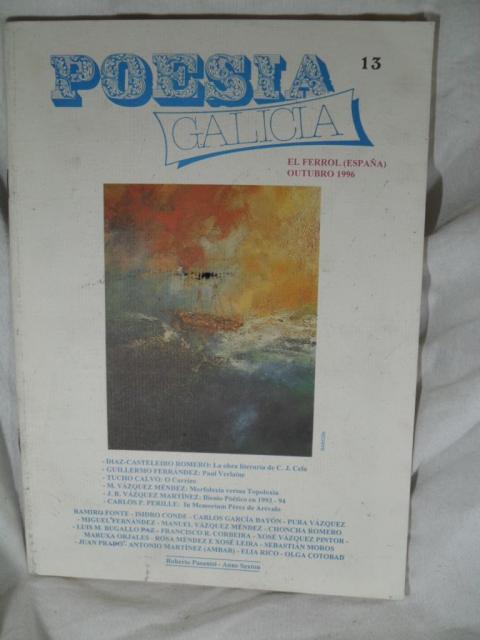 POESIA
13
GALICIA
EL FERROL (ESPAÑA)
OUTUBRO 1996
- DIAZ-CASTELEIRO ROMERO: La obra literaria de C. J. Cela
- GUILLERMO FERRÁNDEZ: Paul Verlaine
- TUCHO CALVO: O Correo
- M. VÁZQUEZ MÉNDEZ: Morfoloxía versus Topoloxía
- J. R. VÁZQUEZ MARTÍNEZ: Bienio Poético en 1993 - 94
- CARLOS F. PERILLE: In Memorium Pérez de Arévalo
RAMIRO FONTE - ISIDRO CONDE - CARLOS GARCÍA BAYÓN - PURA VÁZQUEZ
- MIGUEL FERNÁNDEZ - MANUEL VÁZQUEZ MÉNDEZ - CHONCHA ROMERO
- LUIS M. BUGALLO PAZ - FRANCISCO R. CORREIRA - XOSÉ VÁZQUEZ PINTOR -
MARUXA ORJALES - ROSA MÉNDEZ E XOSÉ LEIRA - SEBASTIÁN MOROS
- JUAN PRADO - ANTONIO MARTÍNEZ (AMBAR) - ELIA RICO - OLGA COTOBAD
Roberto Pazanisi - Anne Sexton